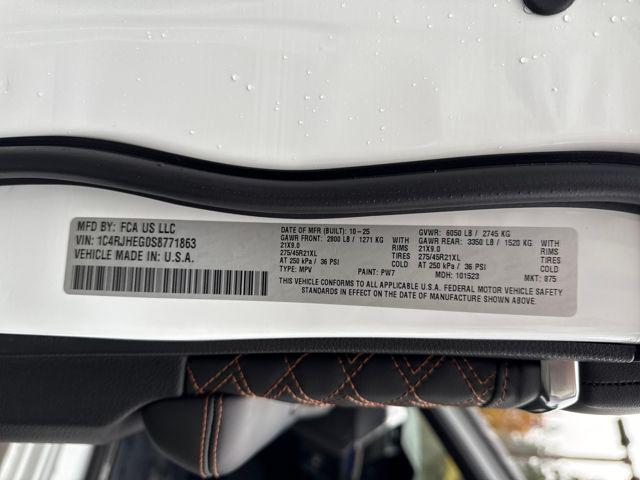 MFD BY: FCA US LLC
VIN: 1C4RJHEG0S8771863
VEHICLE MADE IN: U.S.A.
DATE OF MFR (BUILT): 10-25
GAWR FRONT: 2800 LB / 1271 KG
21X9.0 RIMS
275/45R21XL TIRES
AT 250 kPa / 36 PSI COLD
TYPE: MPV PAINT: PW7
GVWR: 6050 LB / 2745 KG
GAWR REAR: 3350 LB / 1520 KG
21X9.0 RIMS
275/45R21XL TIRES
AT 250 kPa / 36 PSI COLD
MDH: 101523 MKT: 875
THIS VEHICLE CONFORMS TO ALL APPLICABLE U.S.A. FEDERAL MOTOR VEHICLE SAFETY
STANDARDS IN EFFECT ON THE DATE OF MANUFACTURE SHOWN ABOVE.